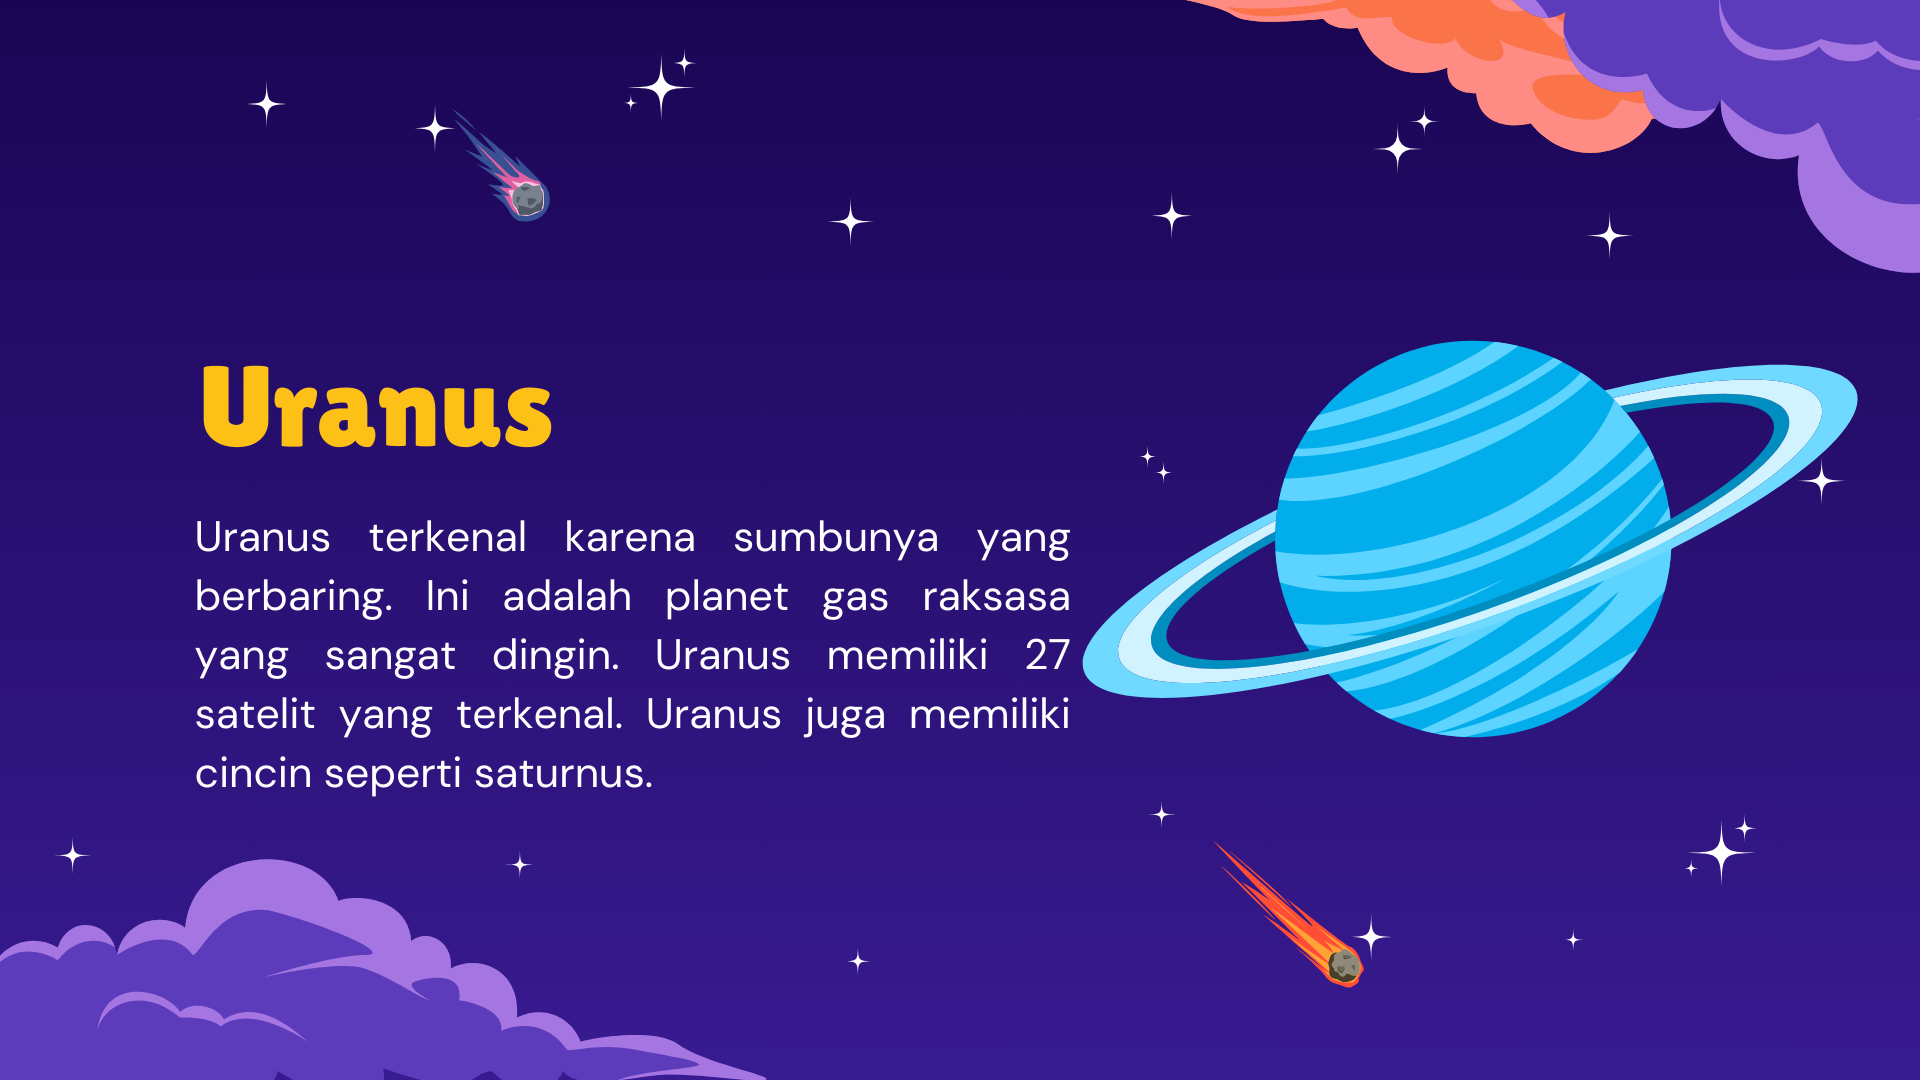 Uranus
Uranus terkenal karena sumbunya yang
berbaring. Ini adalah planet gas raksasa
yang sangat dingin. Uranus memiliki 27
satelit yang terkenal. Uranus juga memiliki
cincin seperti saturnus.